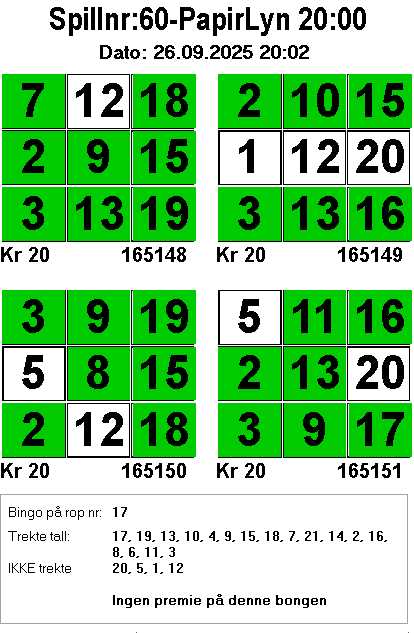 Spillnr:60-PapirLyn 20:00
Dato: 26.09.2025 20:02
7 12 18
2 9 15
3 13 19
Kr 20 165148
2 10 15
1 12 20
3 13 16
Kr 20 165149
3 9 19
5 8 15
2 12 18
Kr 20 165150
5 11 16
2 13 20
3 9 17
Kr 20 165151
Bingo på rop nr: 17
Trekte tall: 17, 19, 13, 10, 4, 9, 15, 18, 7, 21, 14, 2, 16,
8, 6, 11, 3
IKKE trekte 20, 5, 1, 12
Ingen premie på denne bongen